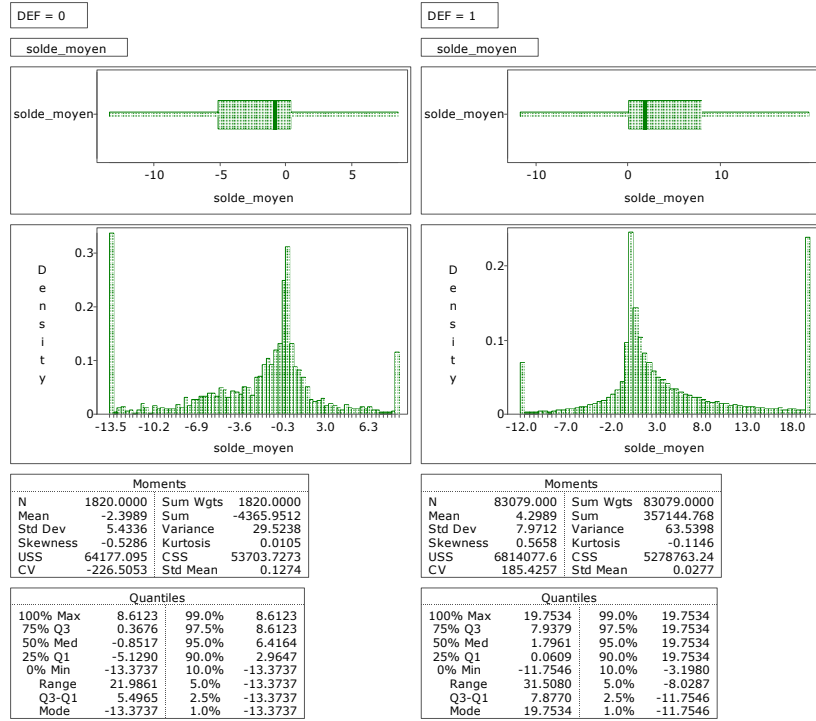 DEF = 0
solde_moyen
solde_moyen
-10 -5 0 5
solde_moyen
Density
0.3
0.1
0
-13.5 -10.2 -6.9 -3.6 -0.3 3.0 6.3
solde_moyen
Moments
N 1820.0000 Sum Wgts 1820.0000
Mean -2.3989 Sum -4365.9512
Std Dev 5.4336 Variance 29.5238
Skewness -0.5286 Kurtosis 0.0105
USS 64177.095 CSS 53703.7273
CV -226.5053 Std Mean 0.1274
Quantiles
100% Max 8.6123 99.0% 8.6123
75% Q3 0.3676 97.5% 8.6123
50% Med -0.8517 95.0% 6.4164
25% Q1 -5.1290 90.0% 2.9647
0% Min -13.3737 10.0% -13.3737
Range 21.9861 5.0% -13.3737
Q3-Q1 5.4965 2.5% -13.3737
Mode -13.3737 1.0% -13.3737
DEF = 1
solde_moyen
solde_moyen
-10 0 10
solde_moyen
Density
0.2
0.1
0
-12.0 -7.0 -2.0 3.0 8.0 13.0 18.0
solde_moyen
Moments
N 83079.000 Sum Wgts 83079.000
Mean 4.2989 Sum 357144.768
Std Dev 7.9712 Variance 63.5398
Skewness 0.5658 Kurtosis -0.1146
USS 6814077.6 CSS 5278763.24
CV 185.4257 Std Mean 0.0277
Quantiles
100% Max 19.7534 99.0% 19.7534
75% Q3 7.9379 97.5% 19.7534
50% Med 1.7961 95.0% 19.7534
25% Q1 0.0609 90.0% 19.7534
0% Min -11.7546 10.0% -3.1980
Range 31.5080 5.0% -8.0287
Q3-Q1 7.8770 2.5% -11.7546
Mode 19.7534 1.0% -11.7546